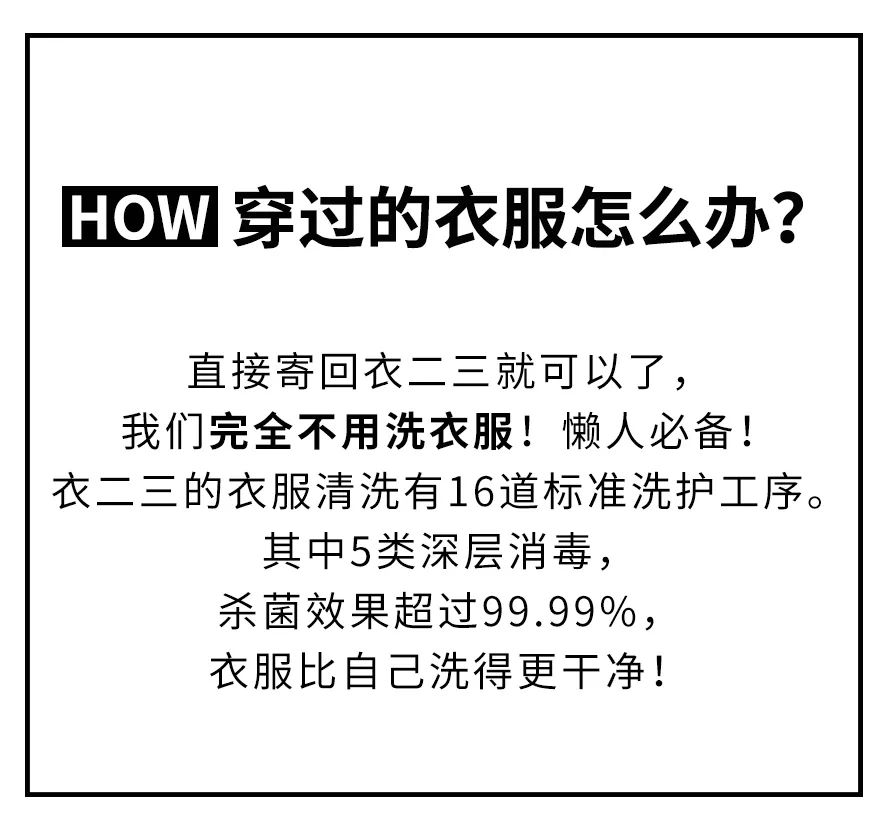 HOW 穿过的衣服怎么办？
直接寄回衣二三就可以了，
我们完全不用洗衣服！懒人必备！
衣二三的衣服清洗有16道标准洗护工序。
其中5类深层消毒，
杀菌效果超过99.99%，
衣服比自己洗得更干净！